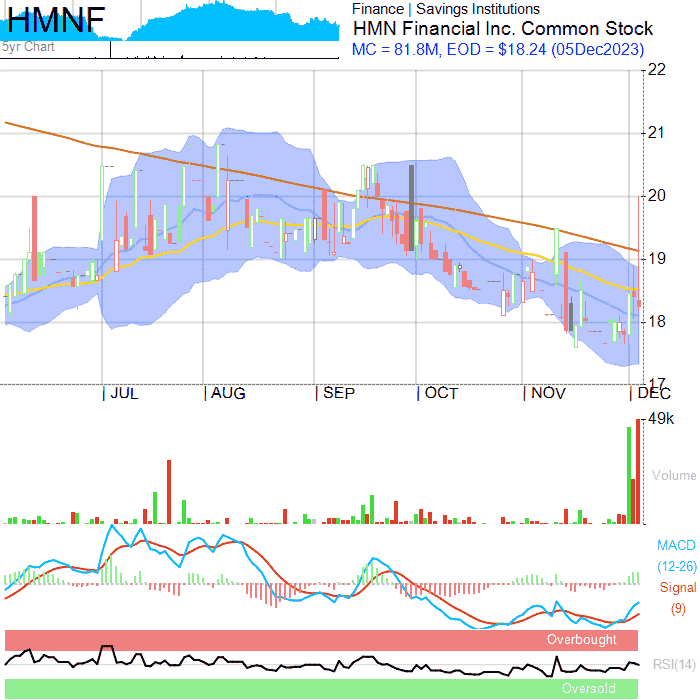 HMNF
5yr Chart
Finance | Savings Institutions
HMN Financial Inc. Common Stock
MC = 81.8M, EOD = $18.24 (05Dec2023)
22
21
20
19
18
17
JUL AUG SEP OCT NOV DEC
49k
Volume
MACD
(12-26)
Signal
(9)
Overbought
RSI(14)
Oversold